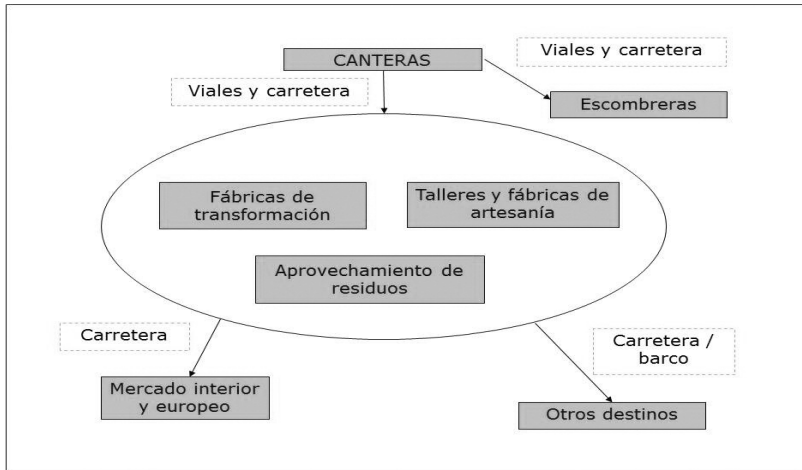 Viales y carretera
CANTERAS
Viales y carretera
Escombreras
Fábricas de
transformación
Talleres y fábricas de
artesanía
Aprovechamiento de
residuos
Carretera
Carretera /
barco
Mercado interior
y europeo
Otros destinos